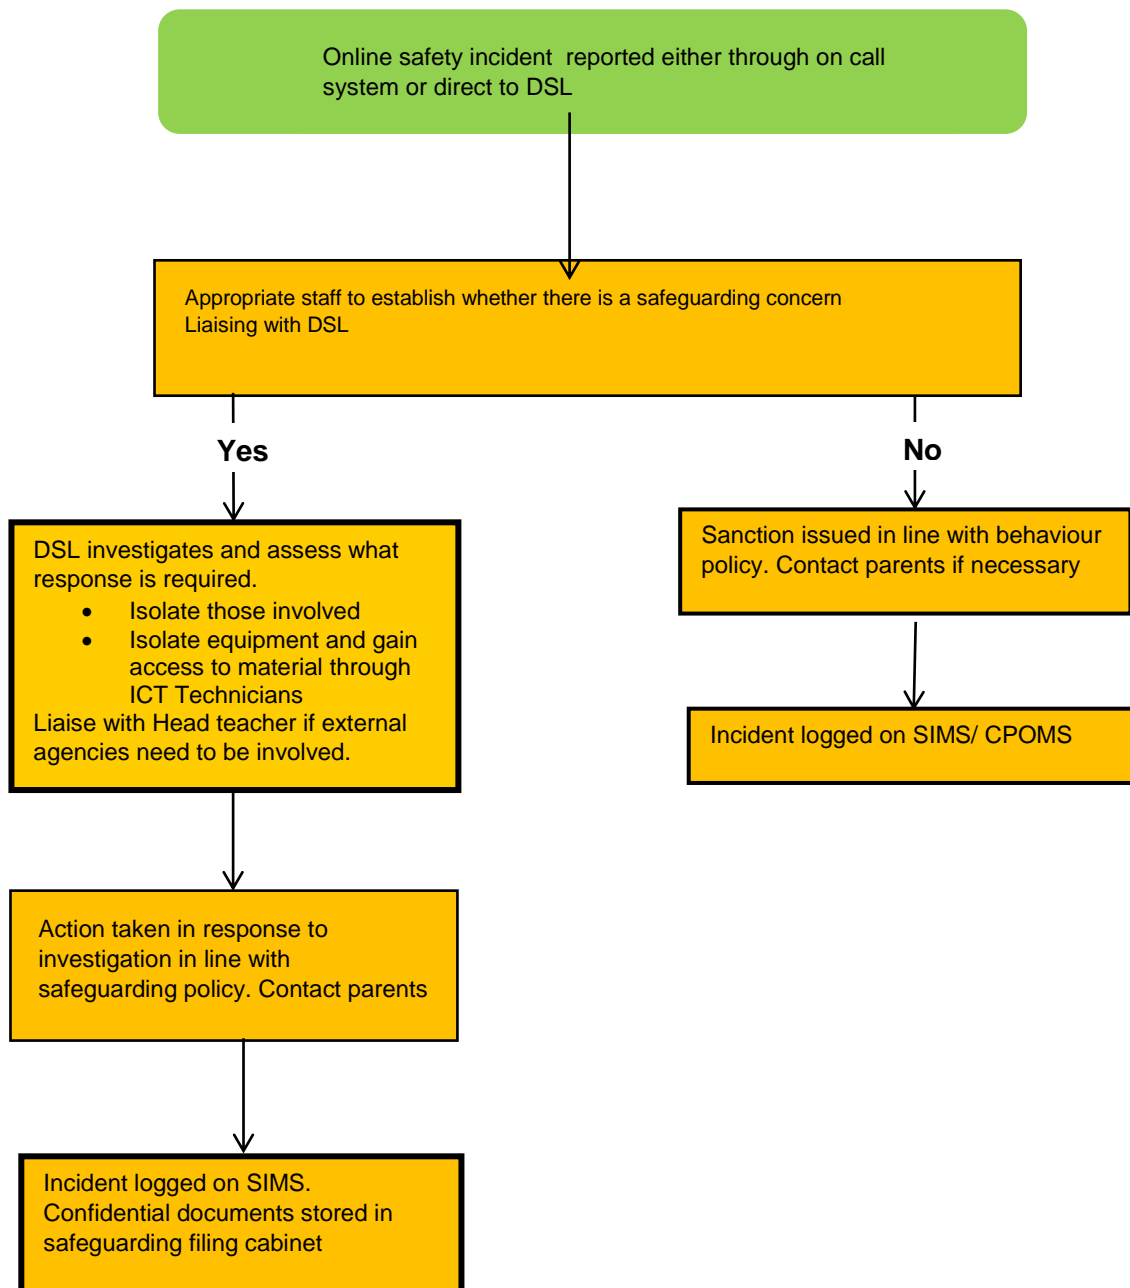 Online safety incident  reported either through on call
system or direct to DSL
Appropriate staff to establish whether there is a safeguarding concern
Liaising with DSL
Yes
No
DSL investigates and assess what
response is required.
• Isolate those involved
• Isolate equipment and gain
access to material through
ICT Technicians
Liaise with Head teacher if external
agencies need to be involved.
Sanction issued in line with behaviour
policy. Contact parents if necessary
Incident logged on SIMS/ CPOMS
Action taken in response to
investigation in line with
safeguarding policy. Contact parents
Incident logged on SIMS.
Confidential documents stored in
safeguarding filing cabinet